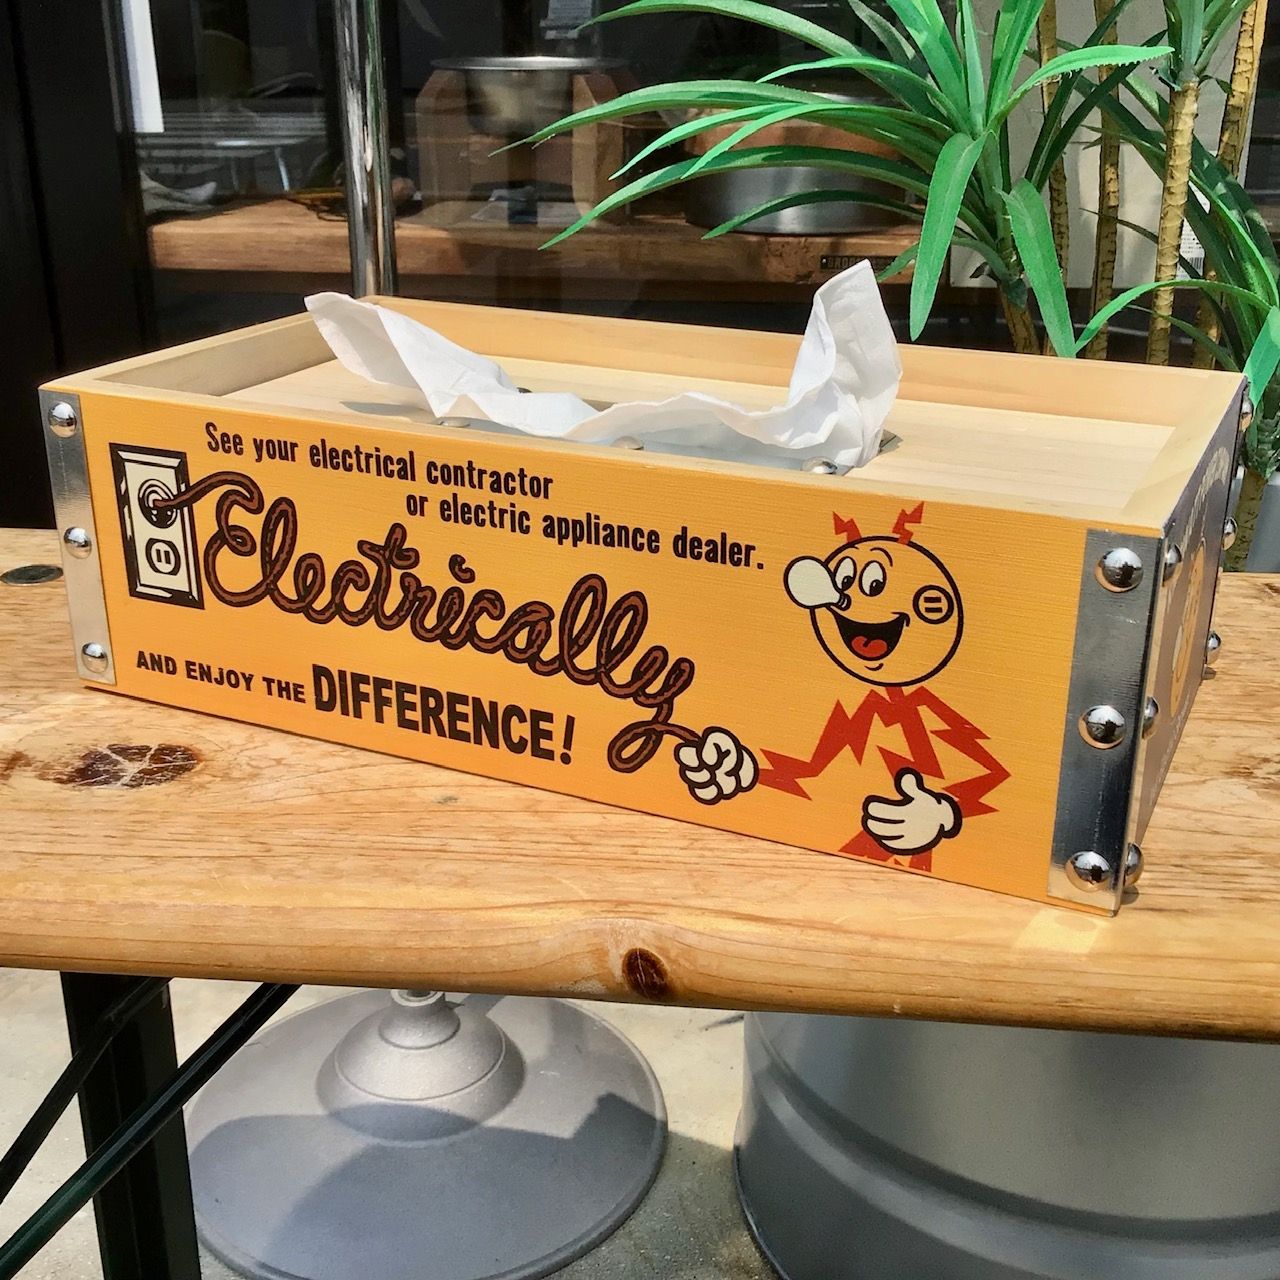 See your electrical contractor
or electric appliance dealer.
Electrically
AND ENJOY THE DIFFERENCE!